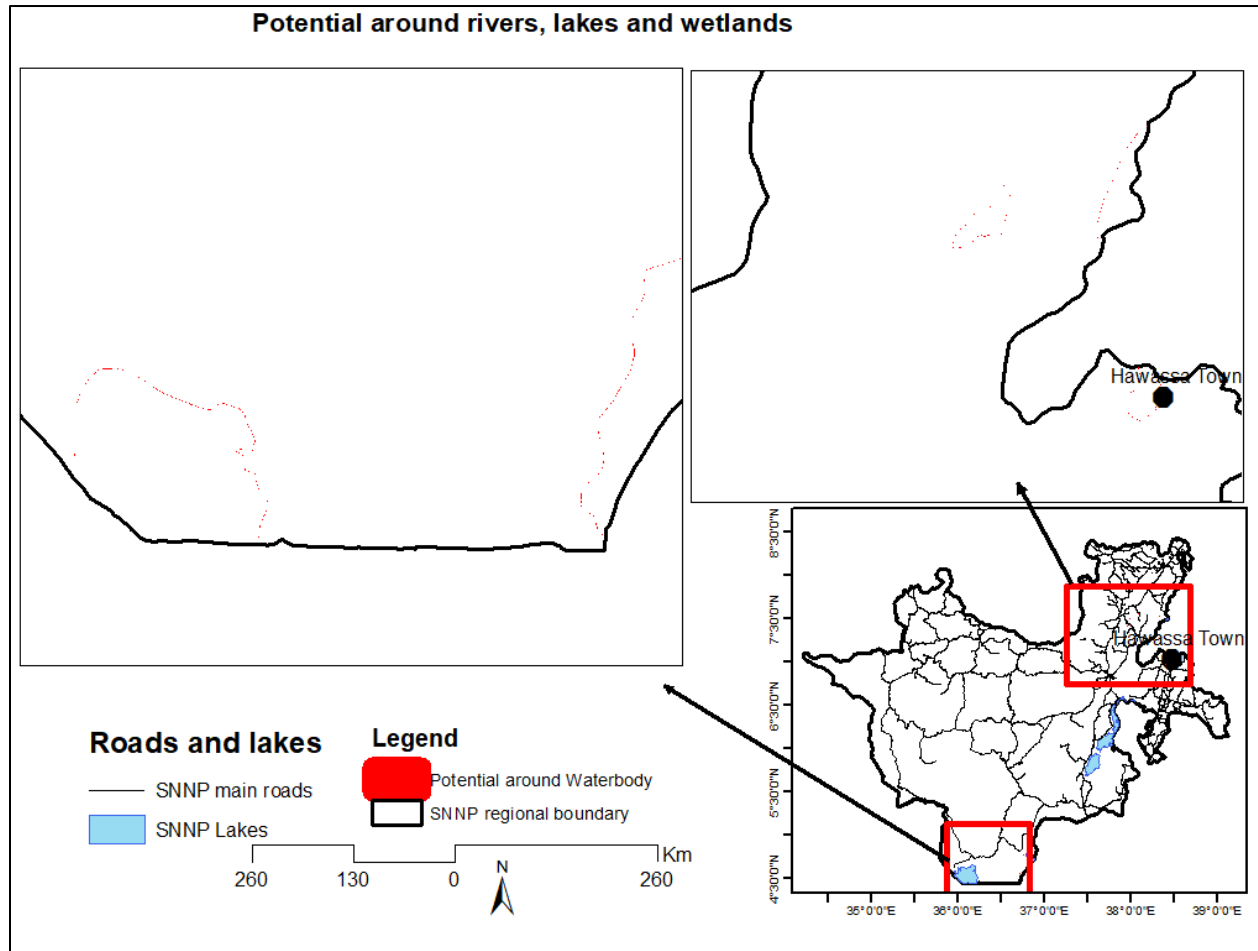 Potential around rivers, lakes and wetlands
Hawassa Town
8°30'0"N
7°30'0"N
6°30'0"N
5°30'0"N
4°30'0"N
Hawassa Town
35°0'0"E 36°0'0"E 37°0'0"E 38°0'0"E 39°0'0"E
Roads and lakes
SNNP main roads
SNNP Lakes
Legend
Potential around Waterbody
SNNP regional boundary
Km
260 130 0 260
N